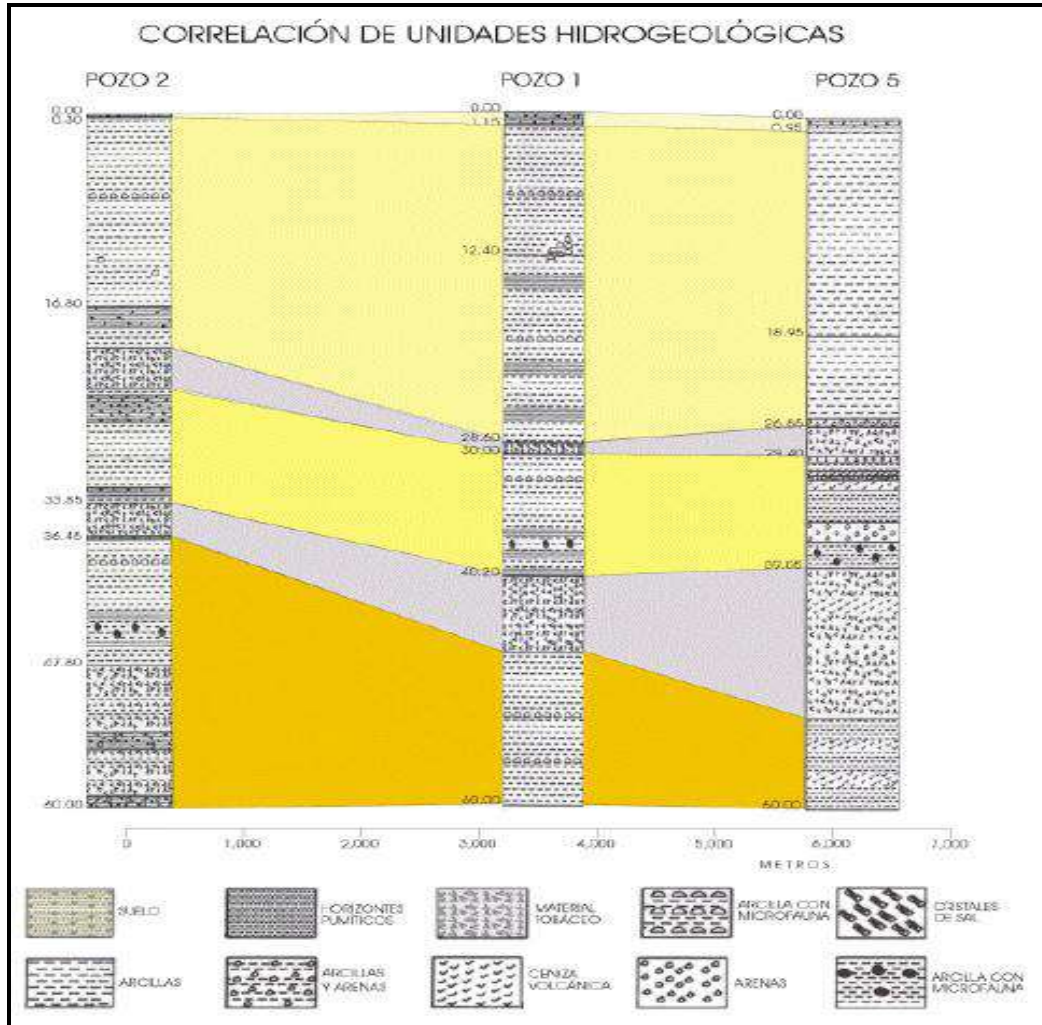 CORRELACIÓN DE UNIDADES HIDROGEOLÓGICAS
POZO 2
POZO 1
POZO 5
0.00
0.30
16.80
33.85
36.45
60.00
0.00
1.15
12.40
28.60
30.00
40.20
60.00
0.00
0.95
18.95
26.65
29.40
60.00
0
1,000
2,000
3,000
4,000
5,000
6,000
7,000
METROS
SUELO
HORIZONTES
PUMITICOS
MATERIAL
TOBÁCEO
ARCILLA CON
MICROFAUNA
CRISTALES
DE SAL
ARCILLAS
ARCILLAS
Y ARENAS
CENIZA
VOLCÁNICA
ARENAS
ARCILLA CON
MICROFAUNA